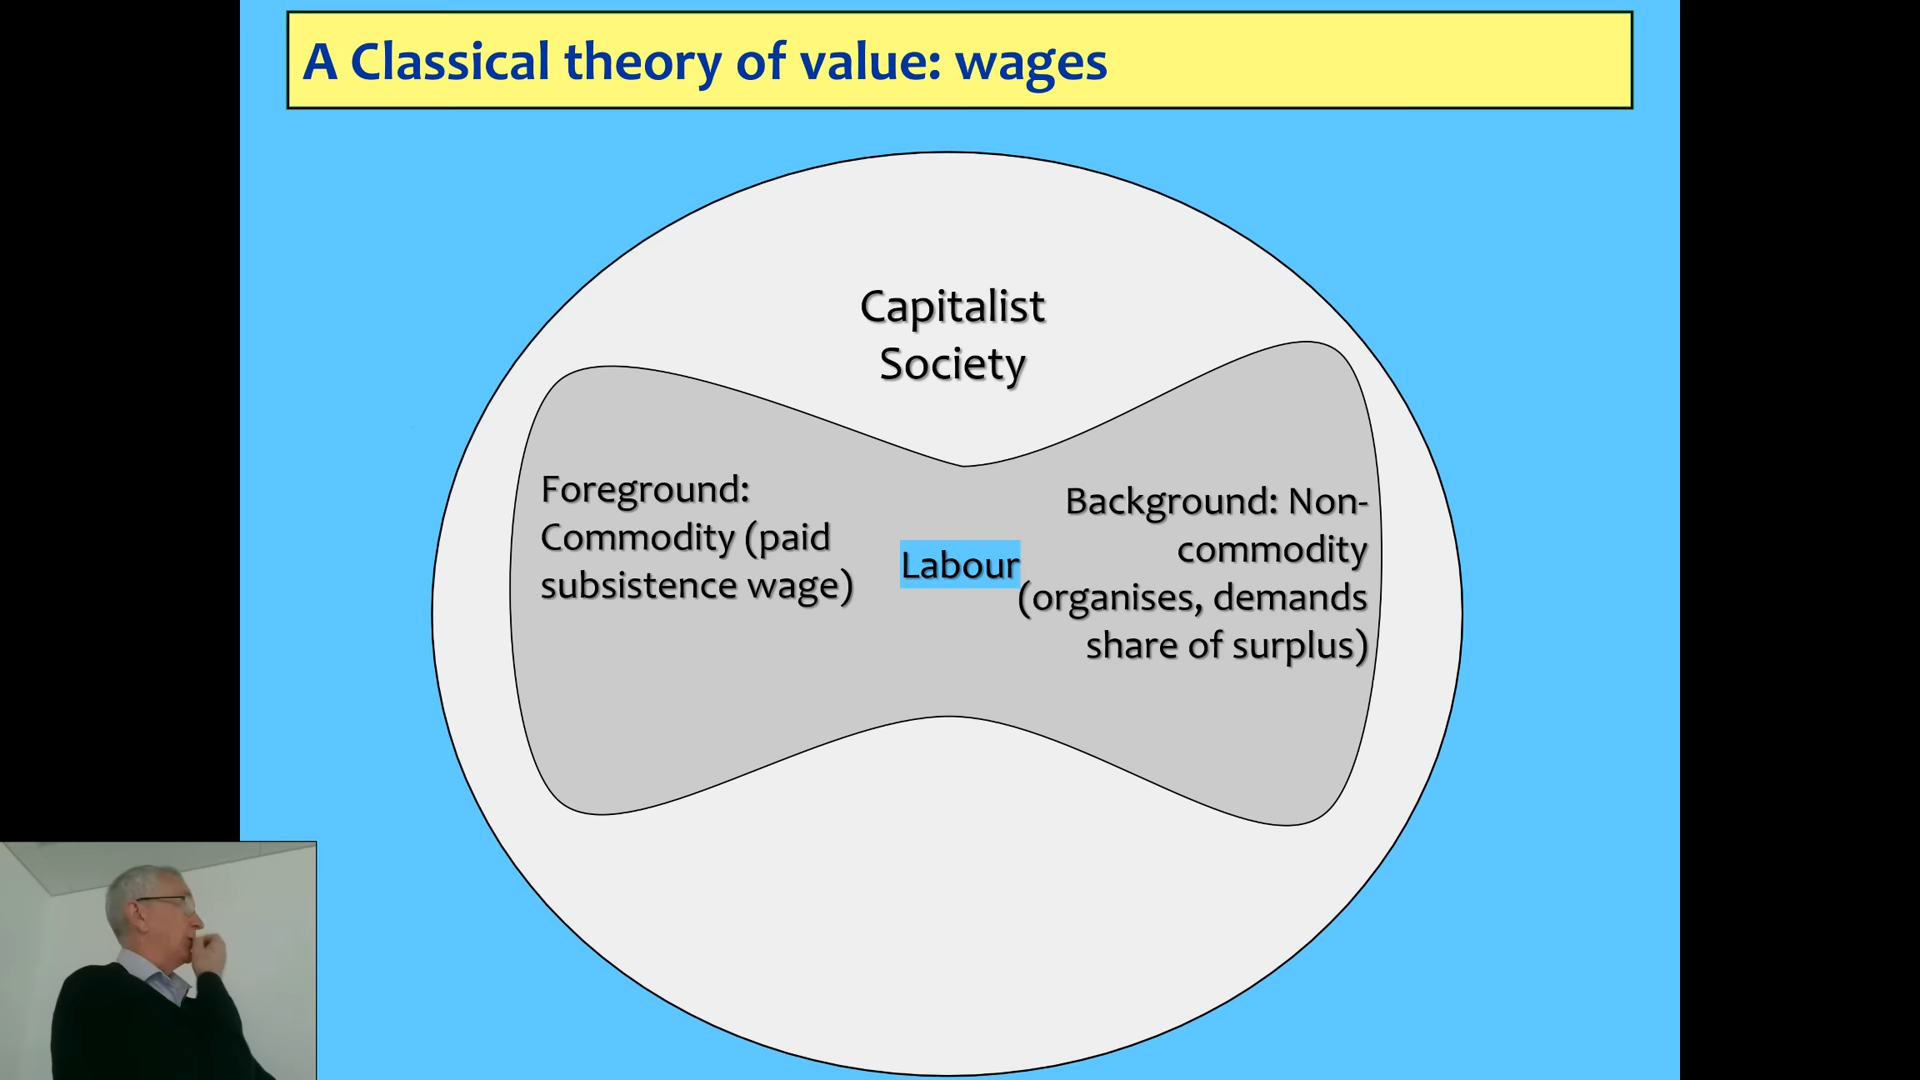 A Classical theory of value: wages
Capitalist
Society
Foreground:
Commodity (paid
subsistence wage)
Labour
Background: Non-
commodity
(organises, demands
share of surplus)